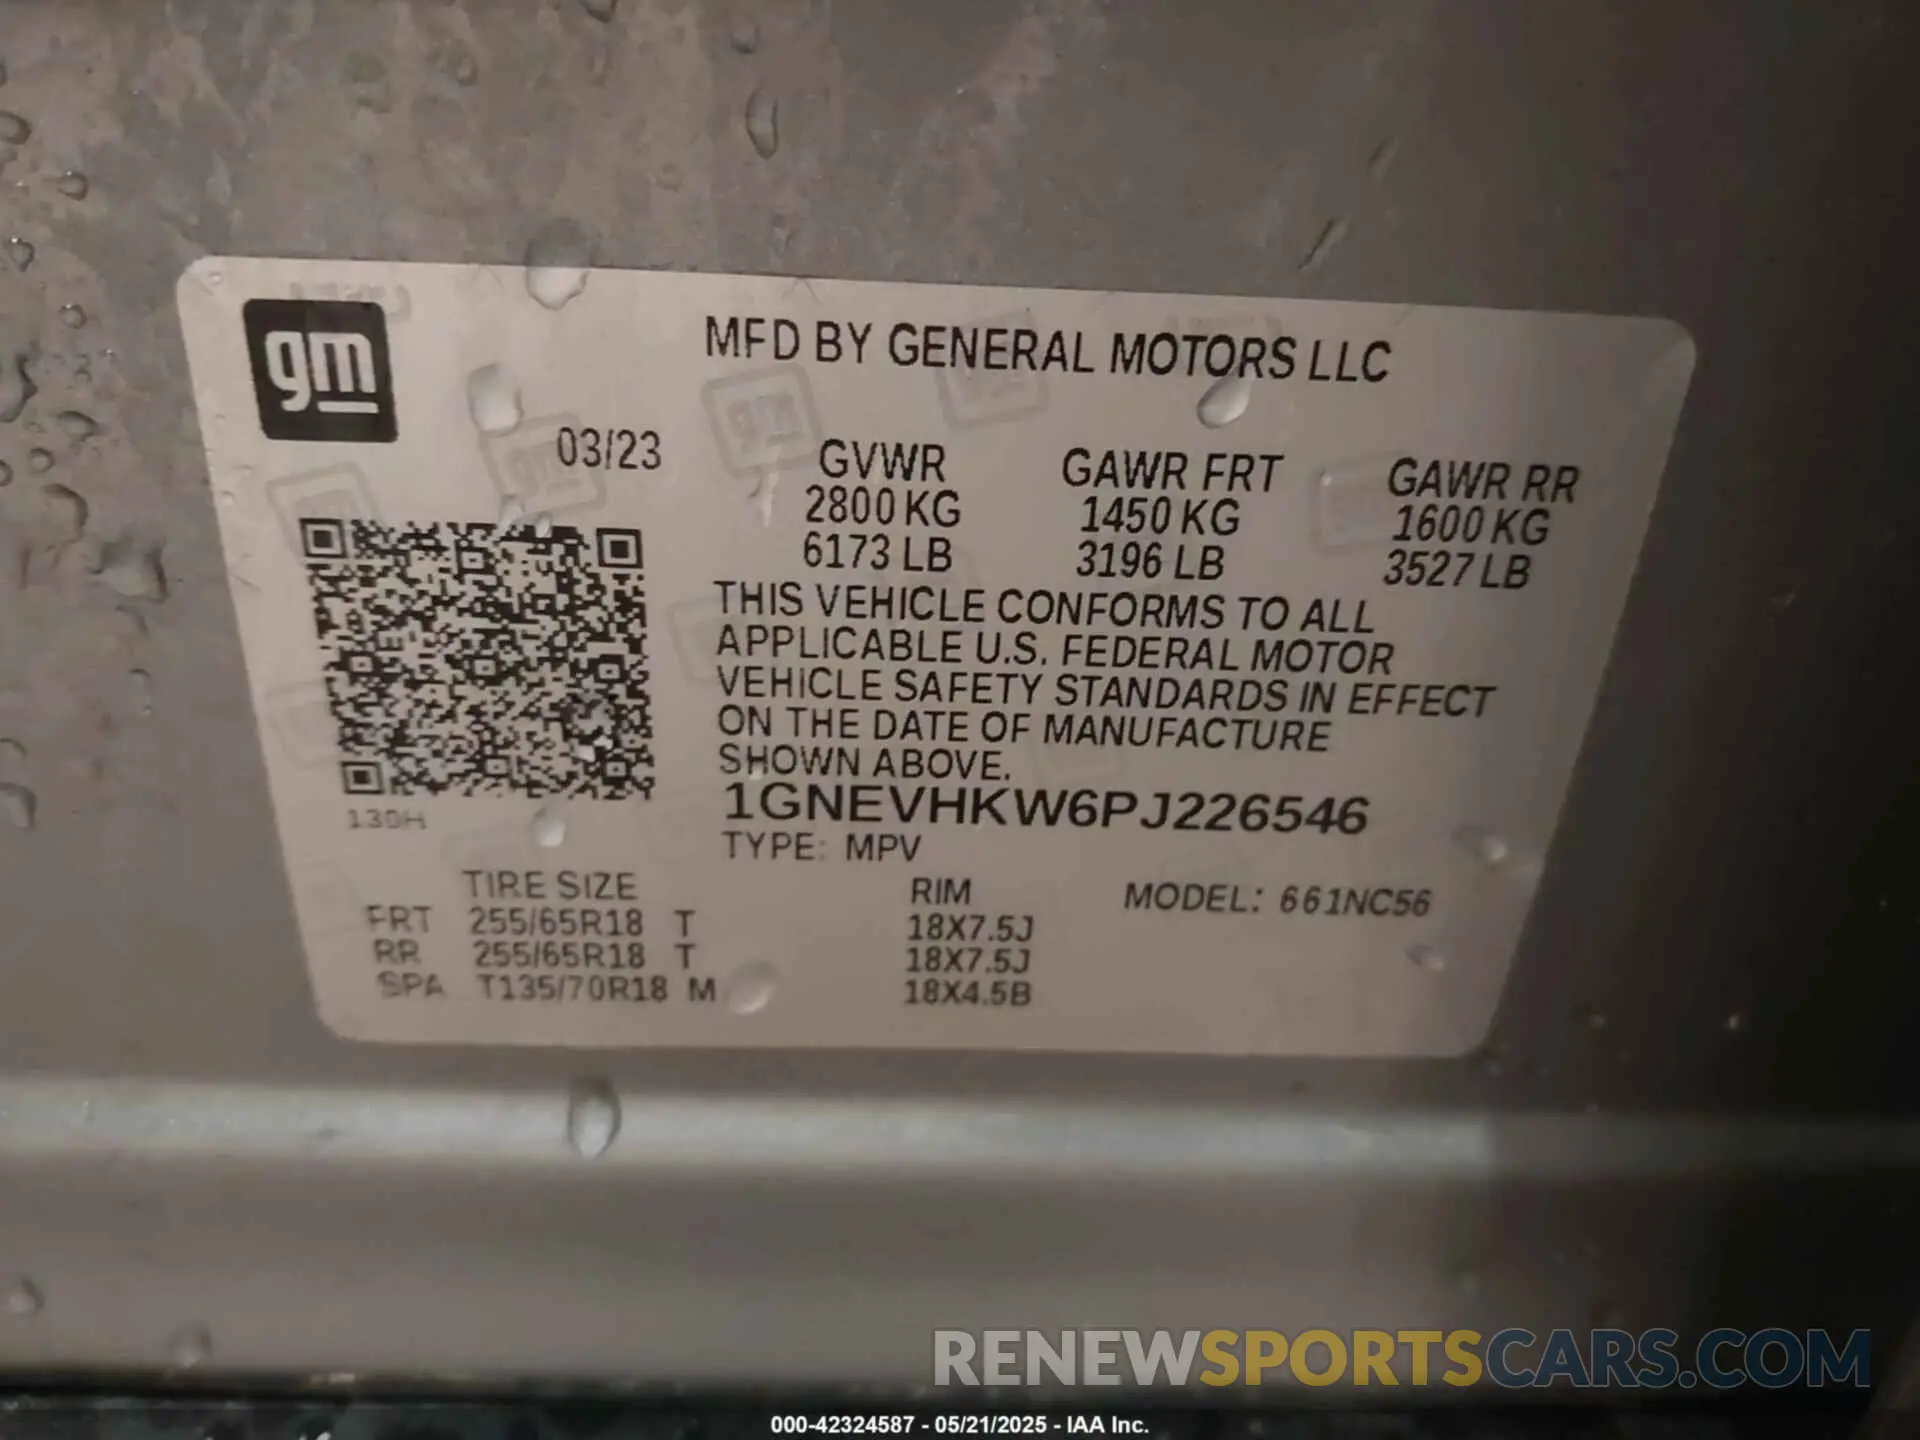 gm
MFD BY GENERAL MOTORS LLC
03/23
GVWR GAWR FRT GAWR RR
2800 KG 1450 KG 1600 KG
6173 LB 3196 LB 3527 LB
THIS VEHICLE CONFORMS TO ALL
APPLICABLE U.S. FEDERAL MOTOR
VEHICLE SAFETY STANDARDS IN EFFECT
ON THE DATE OF MANUFACTURE
SHOWN ABOVE.
1GNEVHKW6PJ226546
130H
TYPE: MPV
TIRE SIZE RIM MODEL: 661NC56
FRT 255/65R18 T 18X7.5J
RR 255/65R18 T 18X7.5J
SPA T135/70R18 M 18X4.5B
RENEWSPORTSCARS.COM
000-42324587 - 05/21/2025 - IAA Inc.